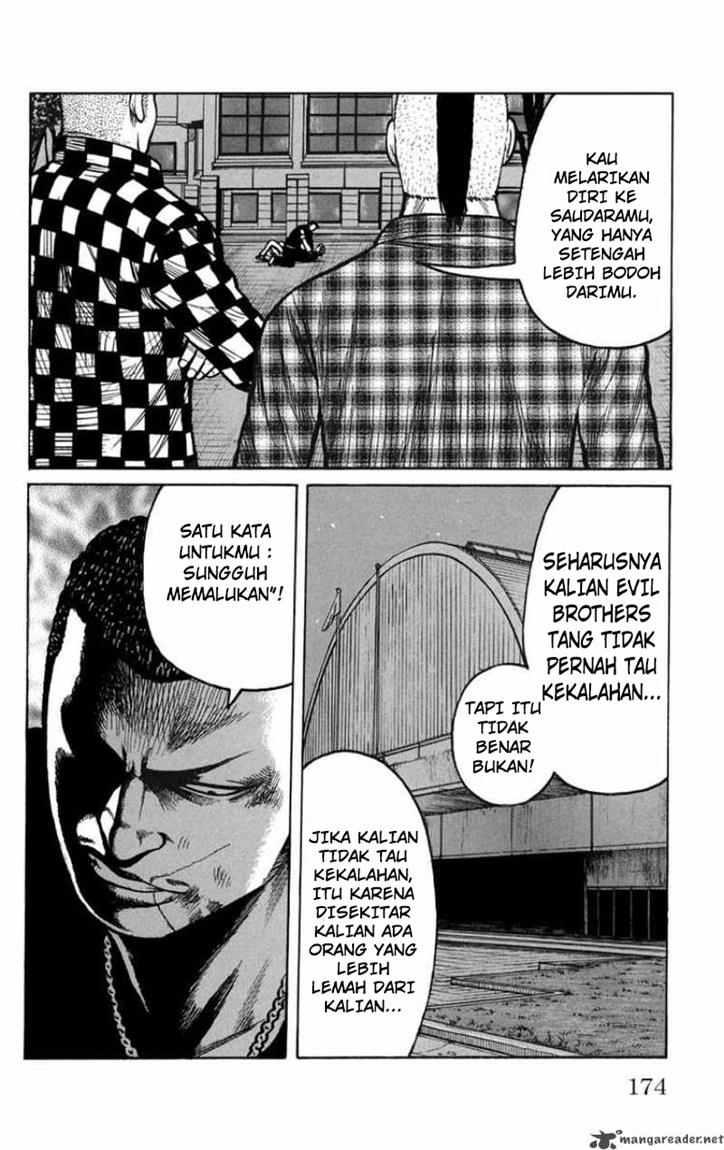 KAU
MELARIKAN
DIRI KE
SAUDARAMU,
YANG HANYA
SETENGAH
LEBIH BODOH
DARIMU.
SEHARUSNYA
KALIAN EVIL
BROTHERS
TANG TIDAK
PERNAH TAU
KEKALAHAN...
TAPI ITU
TIDAK
BENAR
BUKAN!
JIKA KALIAN
TIDAK TAU
KEKALAHAN,
ITU KARENA
DISEKITAR
KALIAN ADA
ORANG YANG
LEBIH
LEMAH DARI
KALIAN...
SATU KATA
UNTUKMU :
SUNGGUH
MEMALUKAN"!
174
mangareader.net